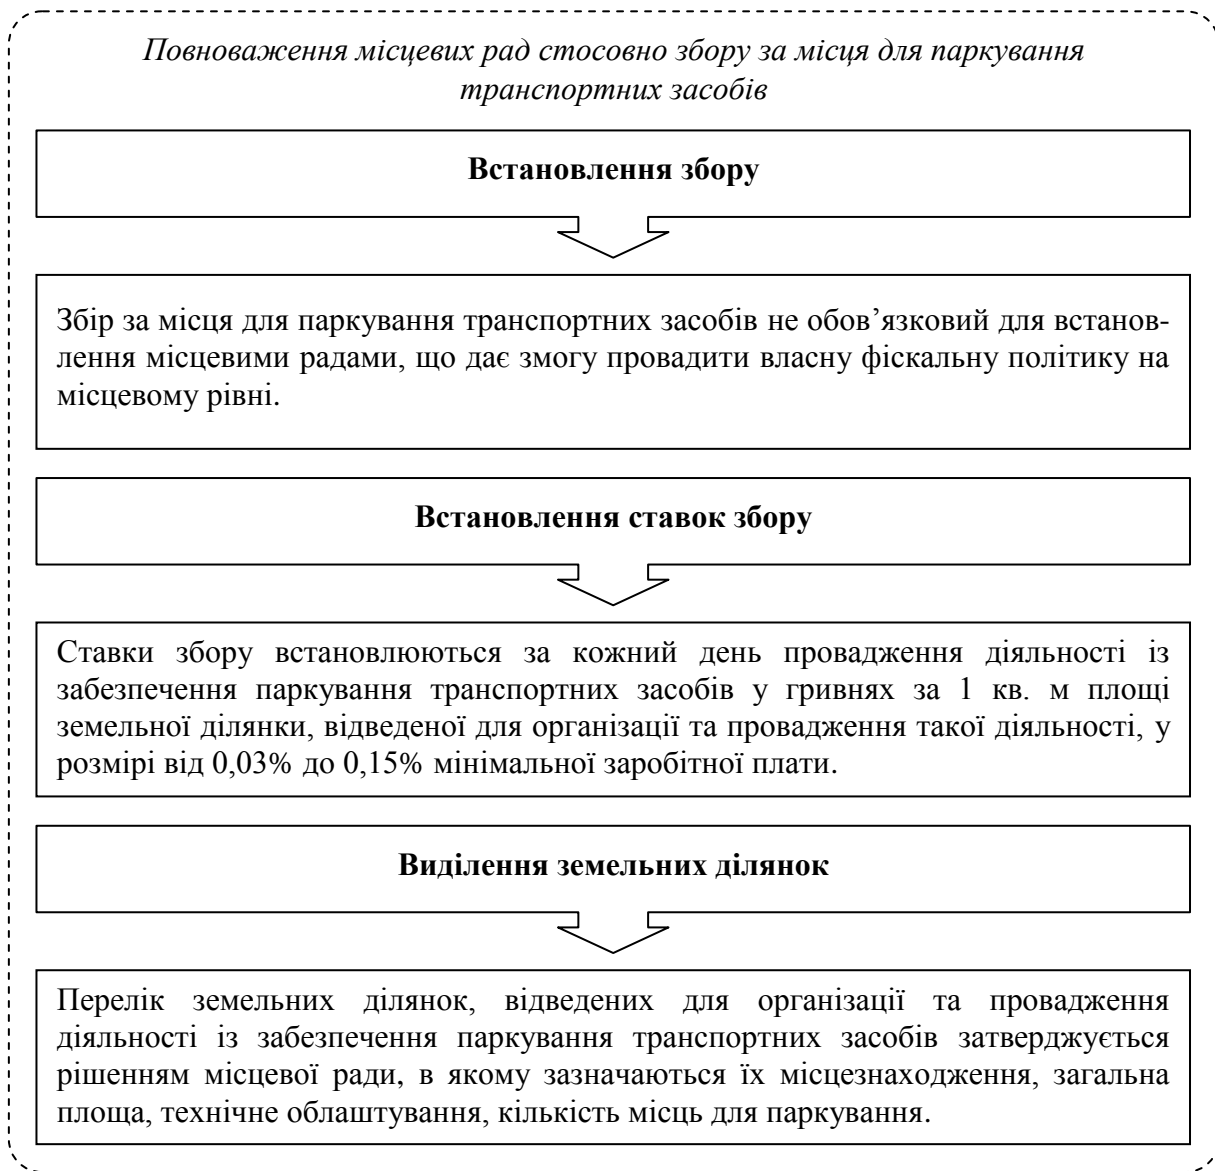 Повноваження місцевих рад стосовно збору за місця для паркування
транспортних засобів
Встановлення збору
Збір за місця для паркування транспортних засобів не обов’язковий для встанов-
лення місцевими радами, що дає змогу провадити власну фіскальну політику на
місцевому рівні.
Встановлення ставок збору
Ставки збору встановлюються за кожний день провадження діяльності із
забезпечення паркування транспортних засобів у гривнях за 1 кв. м площі
земельної ділянки, відведеної для організації та провадження такої діяльності, у
розмірі від 0,03% до 0,15% мінімальної заробітної плати.
Виділення земельних ділянок
Перелік земельних ділянок, відведених для організації та провадження
діяльності із забезпечення паркування транспортних засобів затверджується
рішенням місцевої ради, в якому зазначаються їх місцезнаходження, загальна
площа, технічне облаштування, кількість місць для паркування.